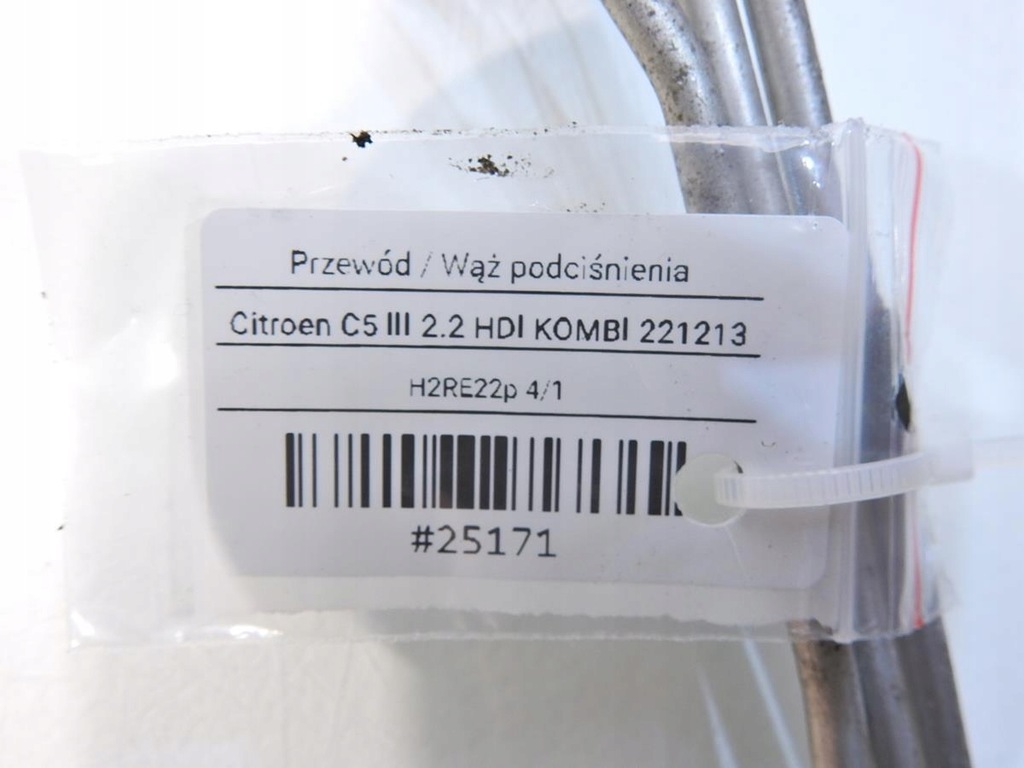 Przewód / Wąż podciśnienia
Citroen C5 III 2.2 HDI KOMBI 221213
H2RE22p 4/1
#25171